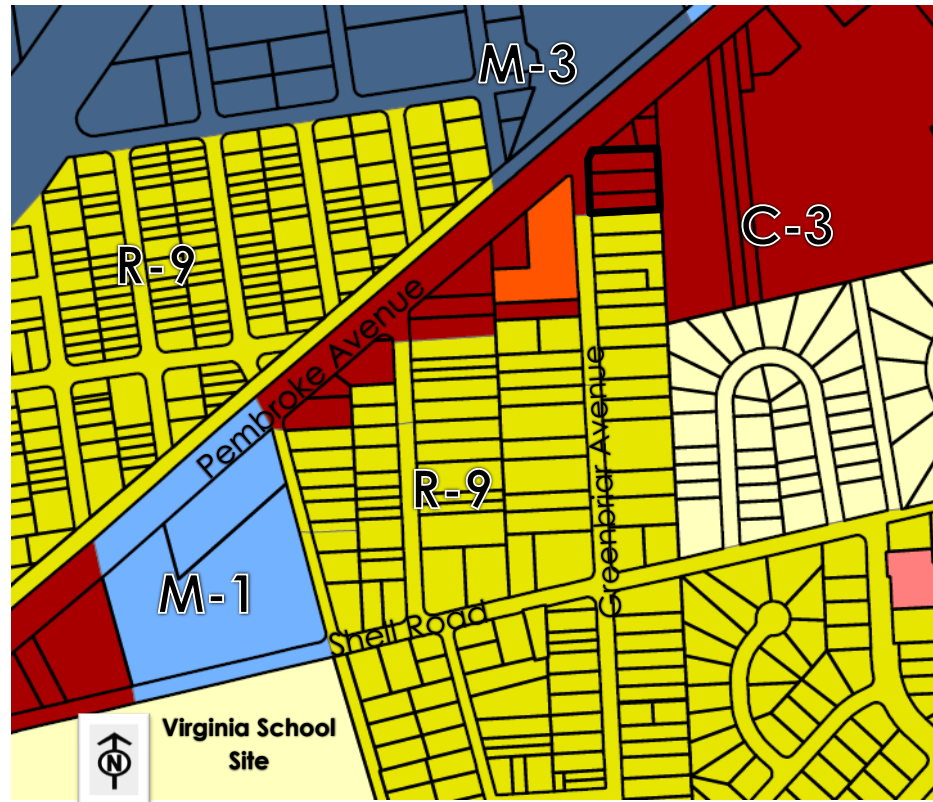 M-3
R-9
C-3
Pembroke Avenue
Greenbriar Avenue
R-9
M-1
Shell Road
Virginia School
Site
N